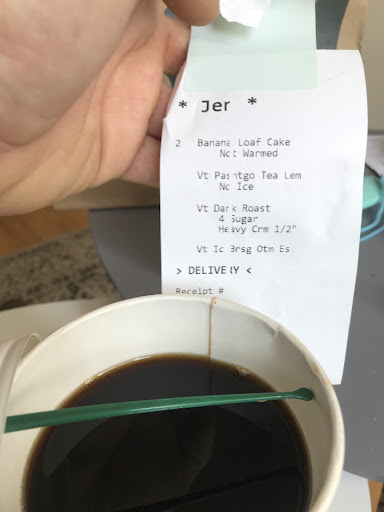 * Jer *
2 Banana Loaf Cake
Not Warmed
Vt Pasntgo Tea Lem
No Ice
Vt Dark Roast
4 Sugar
Heavy Crm 1/2"
Vt Ic Brsg Otm Es
> DELIVERY <
Receipt #